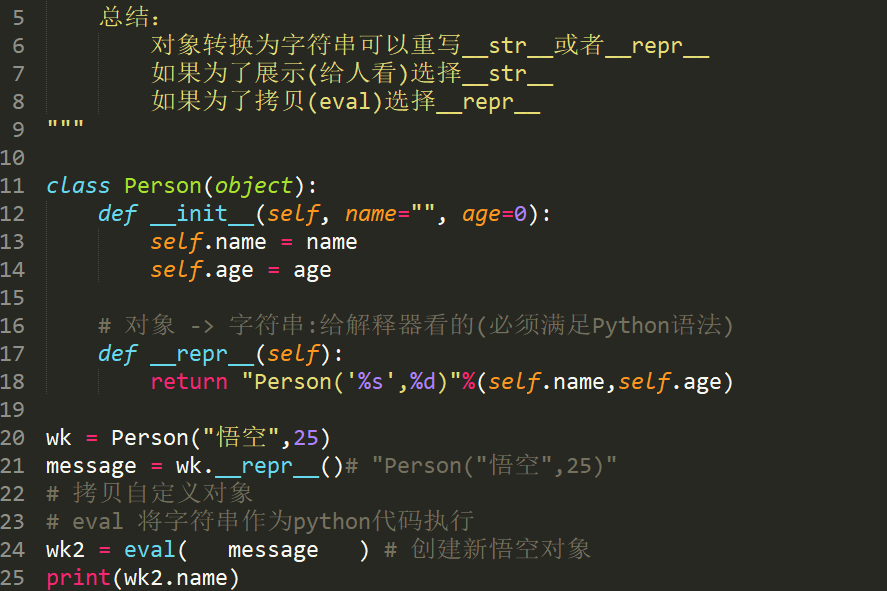 5 总结:
6 对象转换为字符串可以重写__str__或者__repr__
7 如果为了展示(给人看)选择__str__
8 如果为了拷贝(eval)选择__repr__
9 """
10
11 class Person(object):
12 def __init__(self, name="", age=0):
13 self.name = name
14 self.age = age
15
16 # 对象 -> 字符串:给解释器看的(必须满足Python语法)
17 def __repr__(self):
18 return "Person('%s',%d)"%(self.name,self.age)
19
20 wk = Person("悟空",25)
21 message = wk.__repr__()# "Person("悟空",25)"
22 # 拷贝自定义对象
23 # eval 将字符串作为python代码执行
24 wk2 = eval(   message   ) # 创建新悟空对象
25 print(wk2.name)